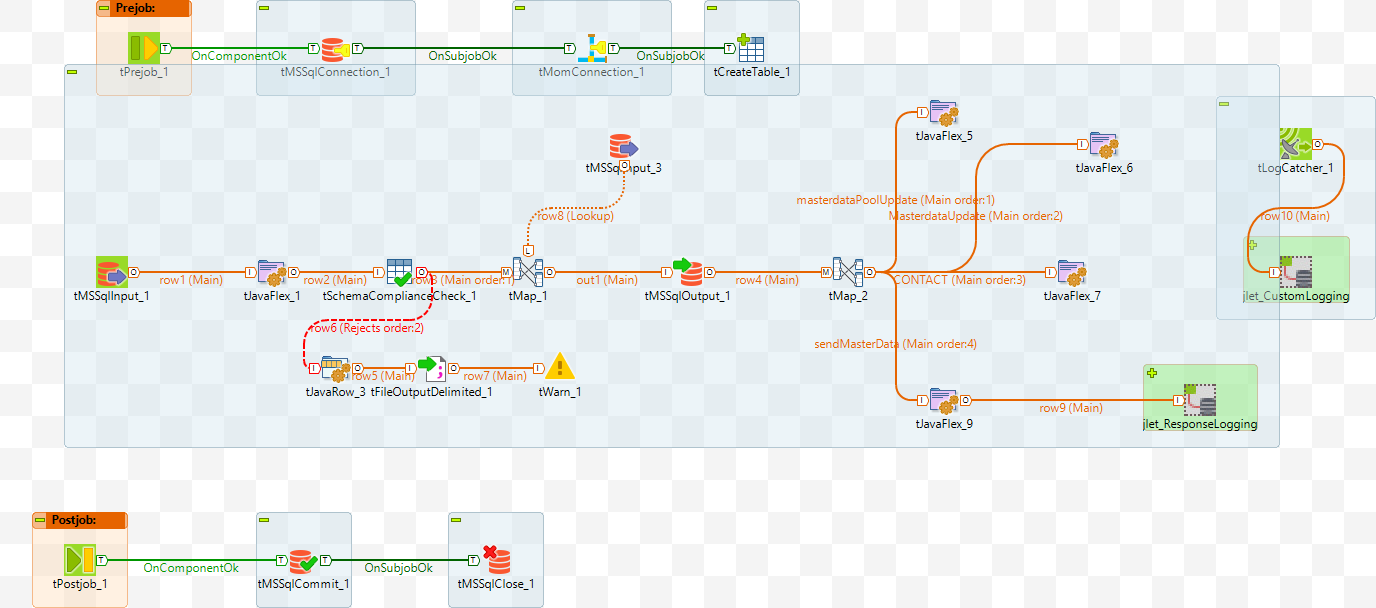 Prejob:
OnComponentOk
OnSubjobOk
OnSubjobOk
tPrejob_1
tMSSqlConnection_1
tMomConnection_1
tCreateTable_1
tJavaFlex_5
tMSSqlInput_3
tJavaFlex_6
tLogCatcher_1
masterdataPoolUpdate (Main order:1)
row8 (Lookup)
MasterdataUpdate (Main order:2)
row10 (Main)
row1 (Main)
row2 (Main)
row3 (Main order:1)
out1 (Main)
row4 (Main)
CONTACT (Main order:3)
tMSSqlInput_1
tJavaFlex_1
tSchemaComplianceCheck_1
tMap_1
tMSSqlOutput_1
tMap_2
tJavaFlex_7
jlet_CustomLogging
row6 (Rejects order:2)
sendMasterData (Main order:4)
row5 (Main)
row7 (Main)
tJavaRow_3
tFileOutputDelimited_1
tWarn_1
row9 (Main)
tJavaFlex_9
jlet_ResponseLogging
Postjob:
OnComponentOk
OnSubjobOk
tPostjob_1
tMSSqlCommit_1
tMSSqlClose_1